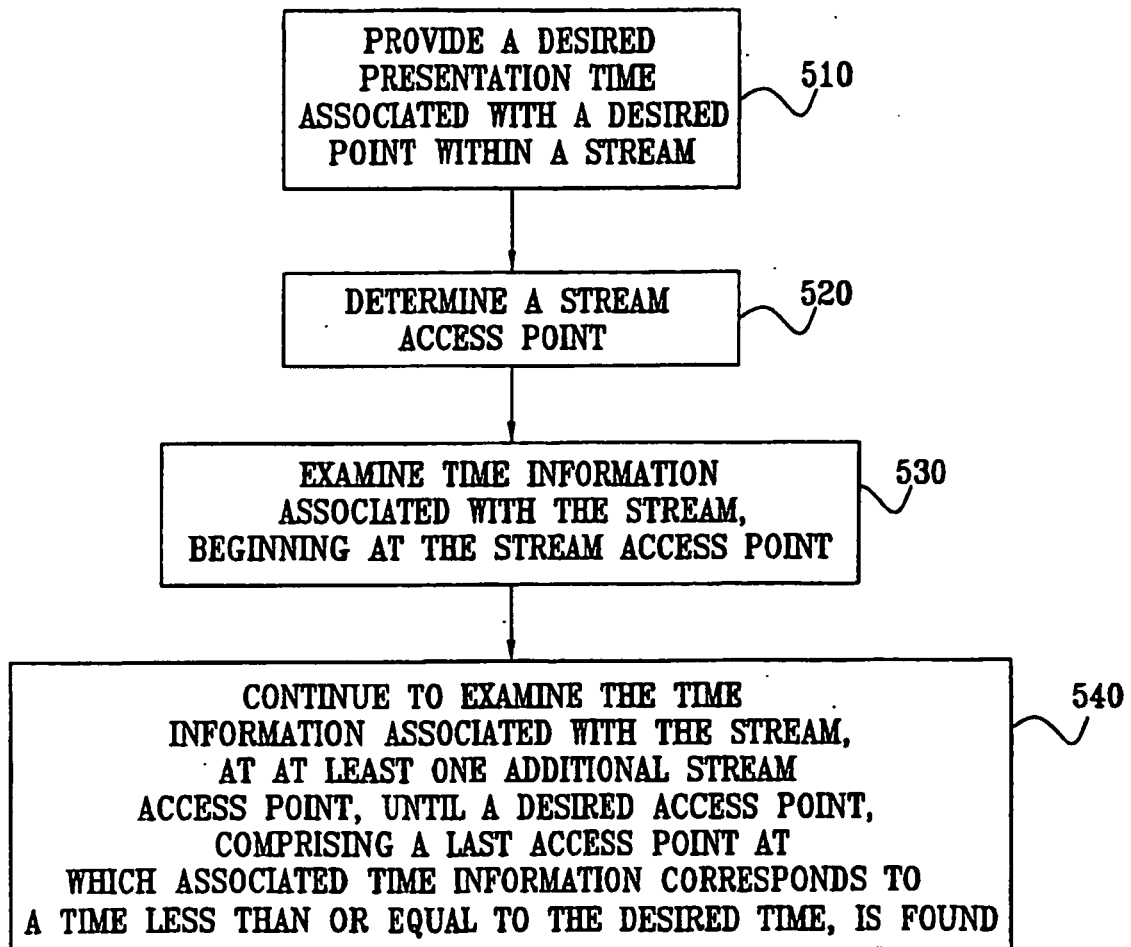 PROVIDE A DESIRED
PRESENTATION TIME
ASSOCIATED WITH A DESIRED
POINT WITHIN A STREAM
510
DETERMINE A STREAM
ACCESS POINT
520
EXAMINE TIME INFORMATION
ASSOCIATED WITH THE STREAM,
BEGINNING AT THE STREAM ACCESS POINT
530
CONTINUE TO EXAMINE THE TIME
INFORMATION ASSOCIATED WITH THE STREAM,
AT AT LEAST ONE ADDITIONAL STREAM
ACCESS POINT, UNTIL A DESIRED ACCESS POINT,
COMPRISING A LAST ACCESS POINT AT
WHICH ASSOCIATED TIME INFORMATION CORRESPONDS TO
A TIME LESS THAN OR EQUAL TO THE DESIRED TIME, IS FOUND
540